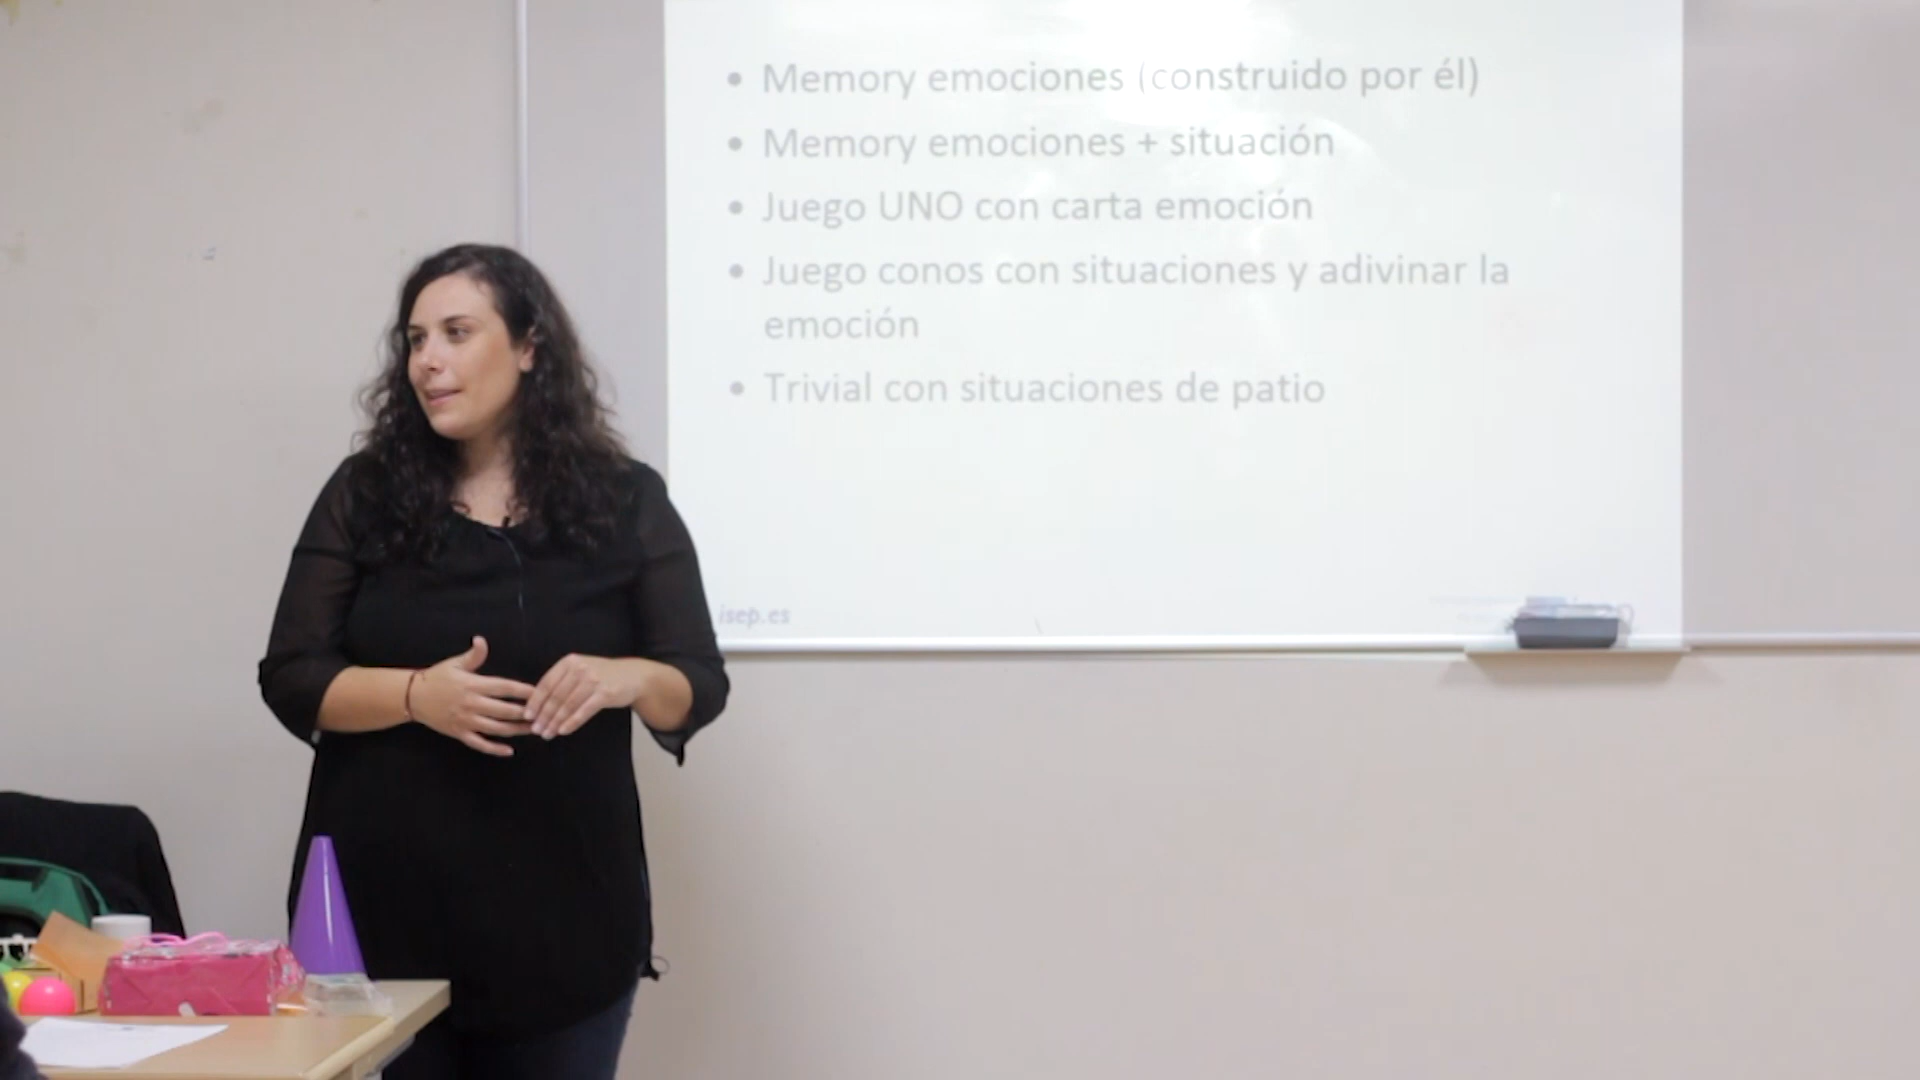 • Memory emociones (construido por él)
• Memory emociones + situación
• Juego UNO con carta emoción
• Juego conos con situaciones y adivinar la
emoción
• Trivial con situaciones de patio
isep.es